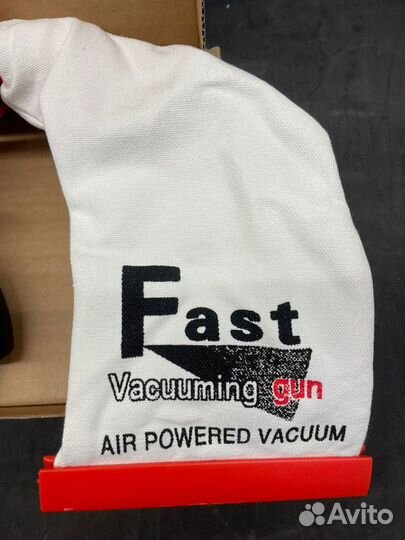 Fast
Vacuuming gun
AIR POWERED VACUUM
Avito